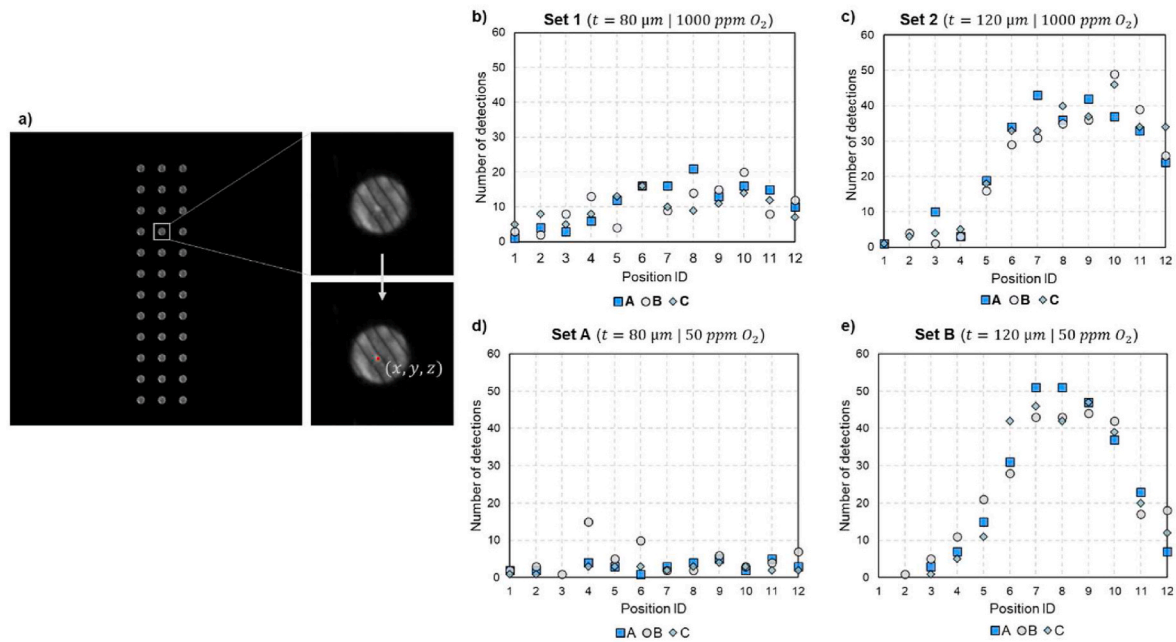 a)
(x, y, z)
b)
Set 1 (t = 80 μm | 1000 ppm O₂)
Number of detections
60
50
40
30
20
10
0
1 2 3 4 5 6 7 8 9 10 11 12
Position ID
A B C
c)
Set 2 (t = 120 μm | 1000 ppm O₂)
Number of detections
60
50
40
30
20
10
0
1 2 3 4 5 6 7 8 9 10 11 12
Position ID
A B C
d)
Set A (t = 80 μm | 50 ppm O₂)
Number of detections
60
50
40
30
20
10
0
1 2 3 4 5 6 7 8 9 10 11 12
Position ID
A B C
e)
Set B (t = 120 μm | 50 ppm O₂)
Number of detections
60
50
40
30
20
10
0
1 2 3 4 5 6 7 8 9 10 11 12
Position ID
A B C